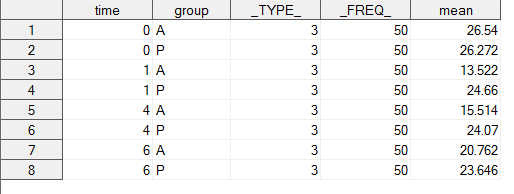 time group _TYPE_ _FREQ_ mean
1 0 A 3 50 26.54
2 0 P 3 50 26.272
3 1 A 3 50 13.522
4 1 P 3 50 24.66
5 4 A 3 50 15.514
6 4 P 3 50 24.07
7 6 A 3 50 20.762
8 6 P 3 50 23.646